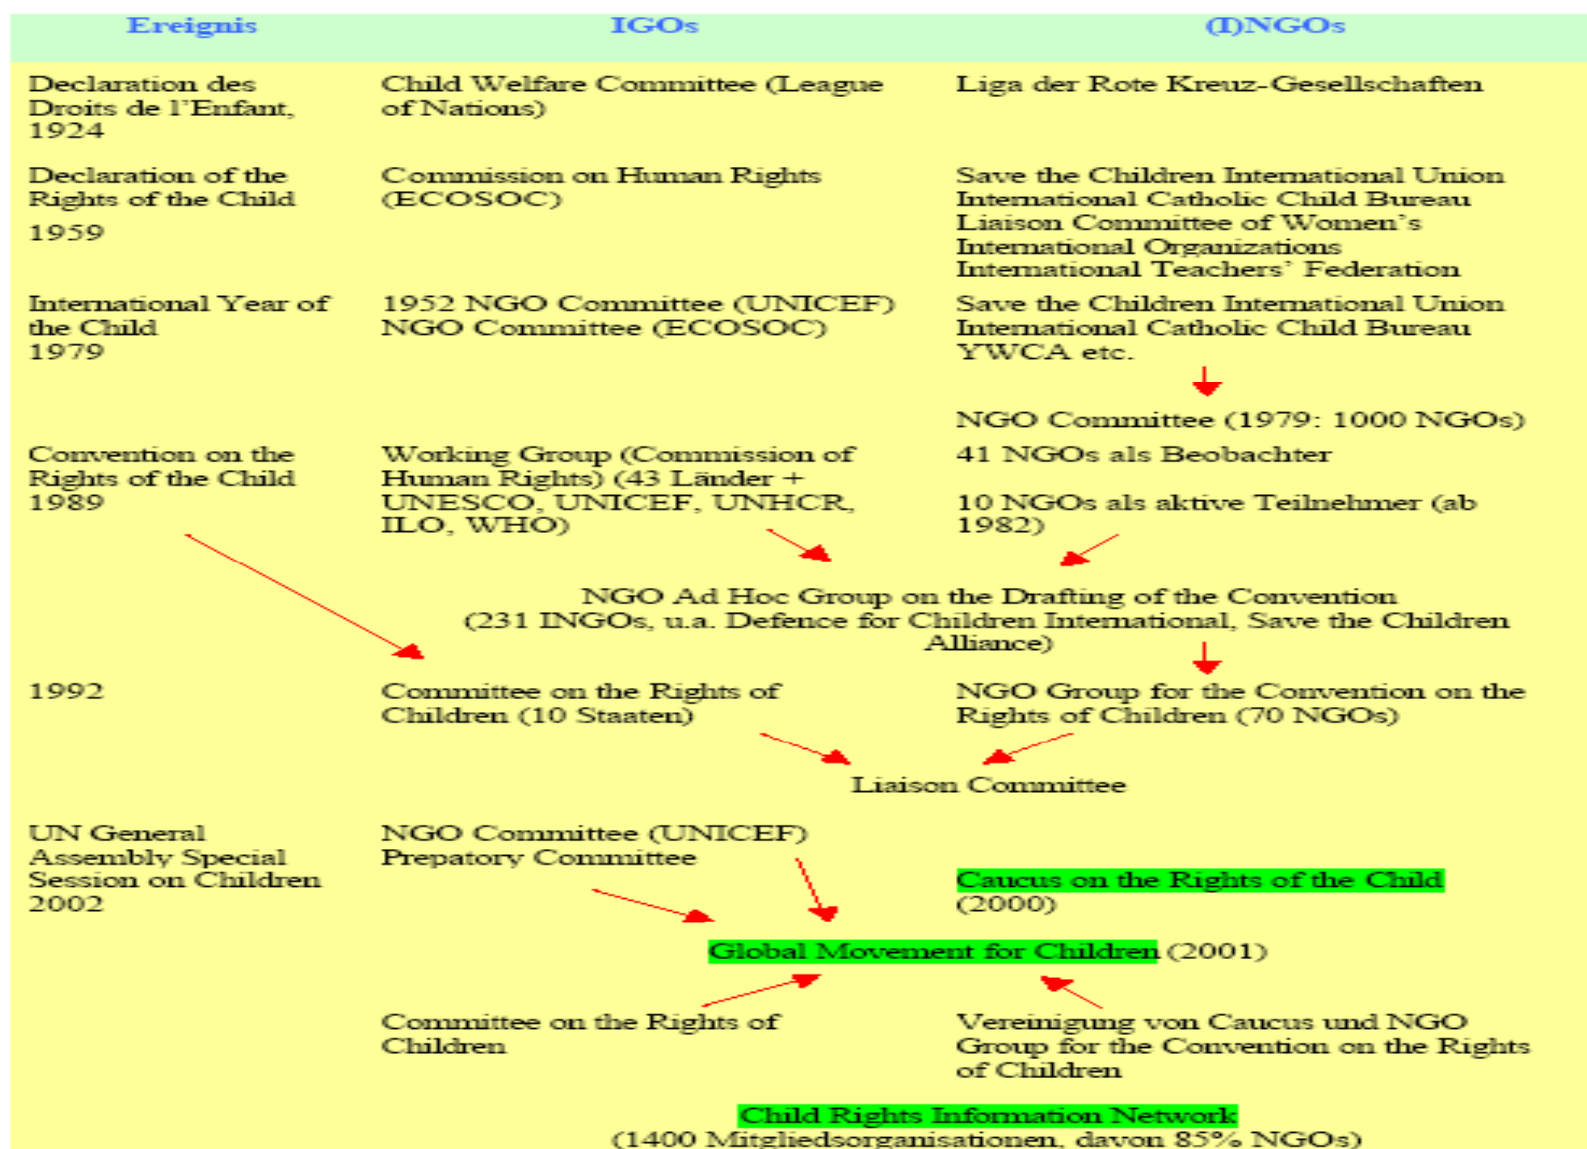 Ereignis IGOs (I)NGOs
Declaration des Child Welfare Committee (League Liga der Rote Kreuz-Gesellschaften
Droits de l'Enfant, of Nations)
1924
Declaration of the Commission on Human Rights Save the Children International Union
Rights of the Child (ECOSOC) International Catholic Child Bureau
1959 Liaison Committee of Women's
International Organizations
International Teachers' Federation
International Year of 1952 NGO Committee (UNICEF) Save the Children International Union
the Child NGO Committee (ECOSOC) International Catholic Child Bureau
1979 YWCA etc.
NGO Committee (1979: 1000 NGOs)
Convention on the Working Group (Commission of 41 NGOs als Beobachter
Rights of the Child Human Rights) (43 Länder +
1989 UNESCO, UNICEF, UNHCR, 10 NGOs als aktive Teilnehmer (ab
ILO, WHO) 1982)
NGO Ad Hoc Group on the Drafting of the Convention
(231 INGOs, u.a. Defence for Children International, Save the Children
Alliance)
1992 Committee on the Rights of NGO Group for the Convention on the
Children (10 Staaten) Rights of Children (70 NGOs)
Liaison Committee
UN General NGO Committee (UNICEF)
Assembly Special Prepatory Committee
Session on Children Caucus on the Rights of the Child
2002 (2000)
Global Movement for Children (2001)
Committee on the Rights of Vereinigung von Caucus und NGO
Children Group for the Convention on the Rights
of Children
Child Rights Information Network
(1400 Mitgliedsorganisationen, davon 85% NGOs)